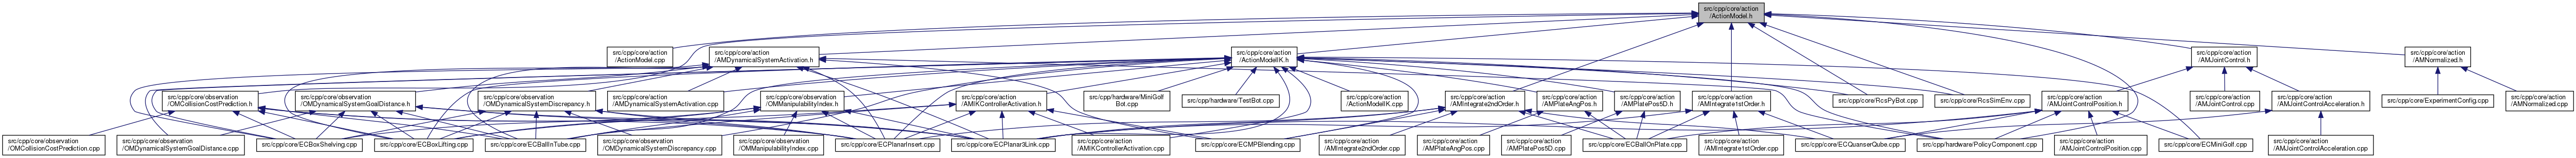 src/cpp/core/action
/ActionModel.h
src/cpp/core/action
/ActionModel.cpp
src/cpp/core/action
/AMDynamicalSystemActivation.h
src/cpp/core/action
/ActionModelIK.h
src/cpp/core/action
/AMJointControl.h
src/cpp/core/action
/AMNormalized.h
src/cpp/core/observation
/OMCollisionCostPrediction.h
src/cpp/core/observation
/OMDynamicalSystemGoalDistance.h
src/cpp/core/observation
/OMDynamicalSystemDiscrepancy.h
src/cpp/core/action
/AMDynamicalSystemActivation.cpp
src/cpp/core/observation
/OMManipulabilityIndex.h
src/cpp/core/action
/AMIKControllerActivation.h
src/cpp/hardware/MiniGolf
Bot.cpp
src/cpp/hardware/TestBot.cpp
src/cpp/core/action
/ActionModelIK.cpp
src/cpp/core/action
/AMIntegrate2ndOrder.h
src/cpp/core/action
/AMPlateAngPos.h
src/cpp/core/action
/AMPlatePos5D.h
src/cpp/core/action
/AMIntegrate1stOrder.h
src/cpp/core/RcsPyBot.cpp
src/cpp/core/RcsSimEnv.cpp
src/cpp/core/action
/AMJointControlPosition.h
src/cpp/core/action
/AMJointControl.cpp
src/cpp/core/action
/AMJointControlAcceleration.h
src/cpp/core/ExperimentConfig.cpp
src/cpp/core/action
/AMNormalized.cpp
src/cpp/core/observation
/OMCollisionCostPrediction.cpp
src/cpp/core/observation
/OMDynamicalSystemGoalDistance.cpp
src/cpp/core/ECBoxShelving.cpp
src/cpp/core/ECBoxLifting.cpp
src/cpp/core/ECBallInTube.cpp
src/cpp/core/observation
/OMDynamicalSystemDiscrepancy.cpp
src/cpp/core/observation
/OMManipulabilityIndex.cpp
src/cpp/core/ECPlanarInsert.cpp
src/cpp/core/ECPlanar3Link.cpp
src/cpp/core/action
/AMIKControllerActivation.cpp
src/cpp/core/ECMPBlending.cpp
src/cpp/core/action
/AMIntegrate2ndOrder.cpp
src/cpp/core/action
/AMPlateAngPos.cpp
src/cpp/core/action
/AMPlatePos5D.cpp
src/cpp/core/ECBallOnPlate.cpp
src/cpp/core/action
/AMIntegrate1stOrder.cpp
src/cpp/core/ECQuanserQube.cpp
src/cpp/hardware/PolicyComponent.cpp
src/cpp/core/action
/AMJointControlPosition.cpp
src/cpp/core/ECMiniGolf.cpp
src/cpp/core/action
/AMJointControlAcceleration.cpp